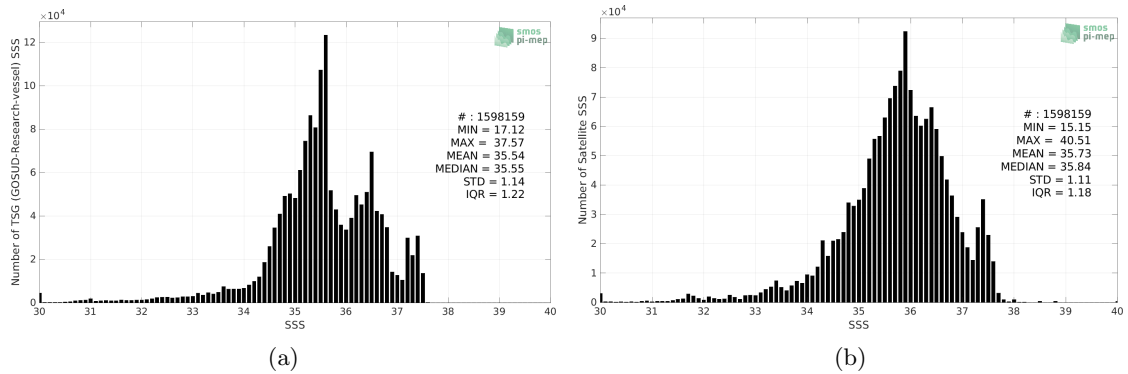 ×10⁴
12
10
8
6
4
2
0
30 31 32 33 34 35 36 37 38 39 40
SSS
Number of TSG (GOSUD-Research-vessel) SSS
smos
pi-mep
# : 1598159
MIN = 17.12
MAX = 37.57
MEAN = 35.54
MEDIAN = 35.55
STD = 1.14
IQR = 1.22
(a)
×10⁴
9
8
7
6
5
4
3
2
1
0
30 31 32 33 34 35 36 37 38 39 40
SSS
Number of Satellite SSS
smos
pi-mep
# : 1598159
MIN = 15.15
MAX = 40.51
MEAN = 35.73
MEDIAN = 35.84
STD = 1.11
IQR = 1.18
(b)